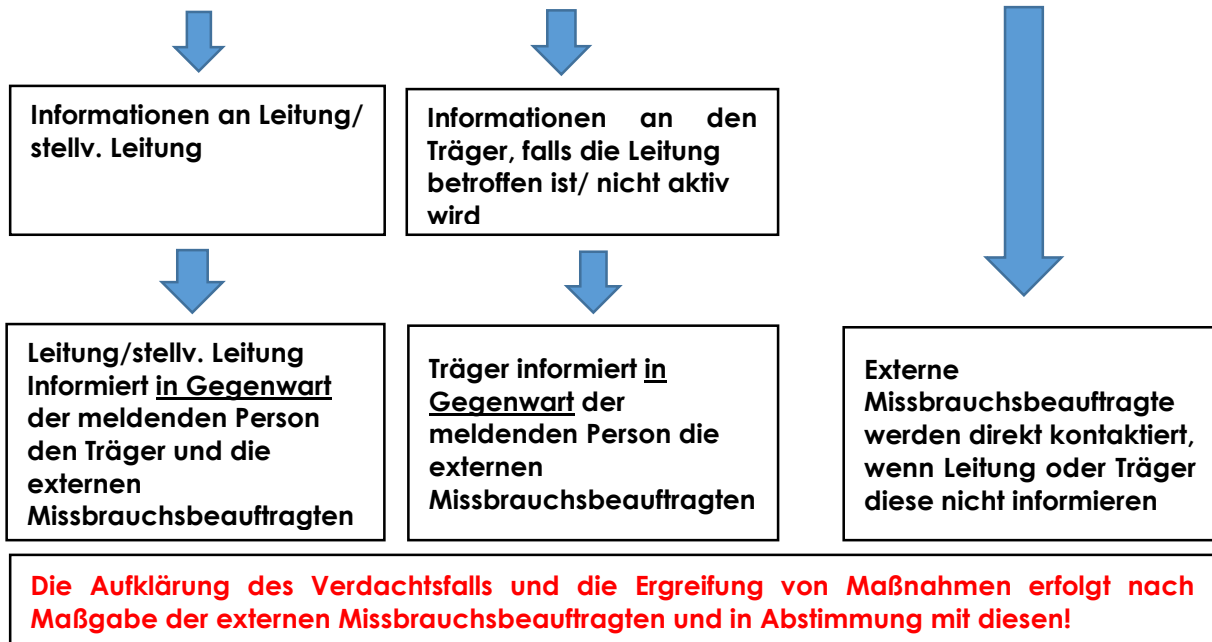 Informationen an Leitung/
stellv. Leitung
Informationen an den
Träger, falls die Leitung
betroffen ist/ nicht aktiv
wird
Leitung/stellv. Leitung
Informiert in Gegenwart
der meldenden Person
den Träger und die
externen
Missbrauchsbeauftragten
Träger informiert in
Gegenwart der
meldenden Person die
externen
Missbrauchsbeauftragten
Externe
Missbrauchsbeauftragte
werden direkt kontaktiert,
wenn Leitung oder Träger
diese nicht informieren
Die Aufklärung des Verdachtsfalls und die Ergreifung von Maßnahmen erfolgt nach
Maßgabe der externen Missbrauchsbeauftragten und in Abstimmung mit diesen!